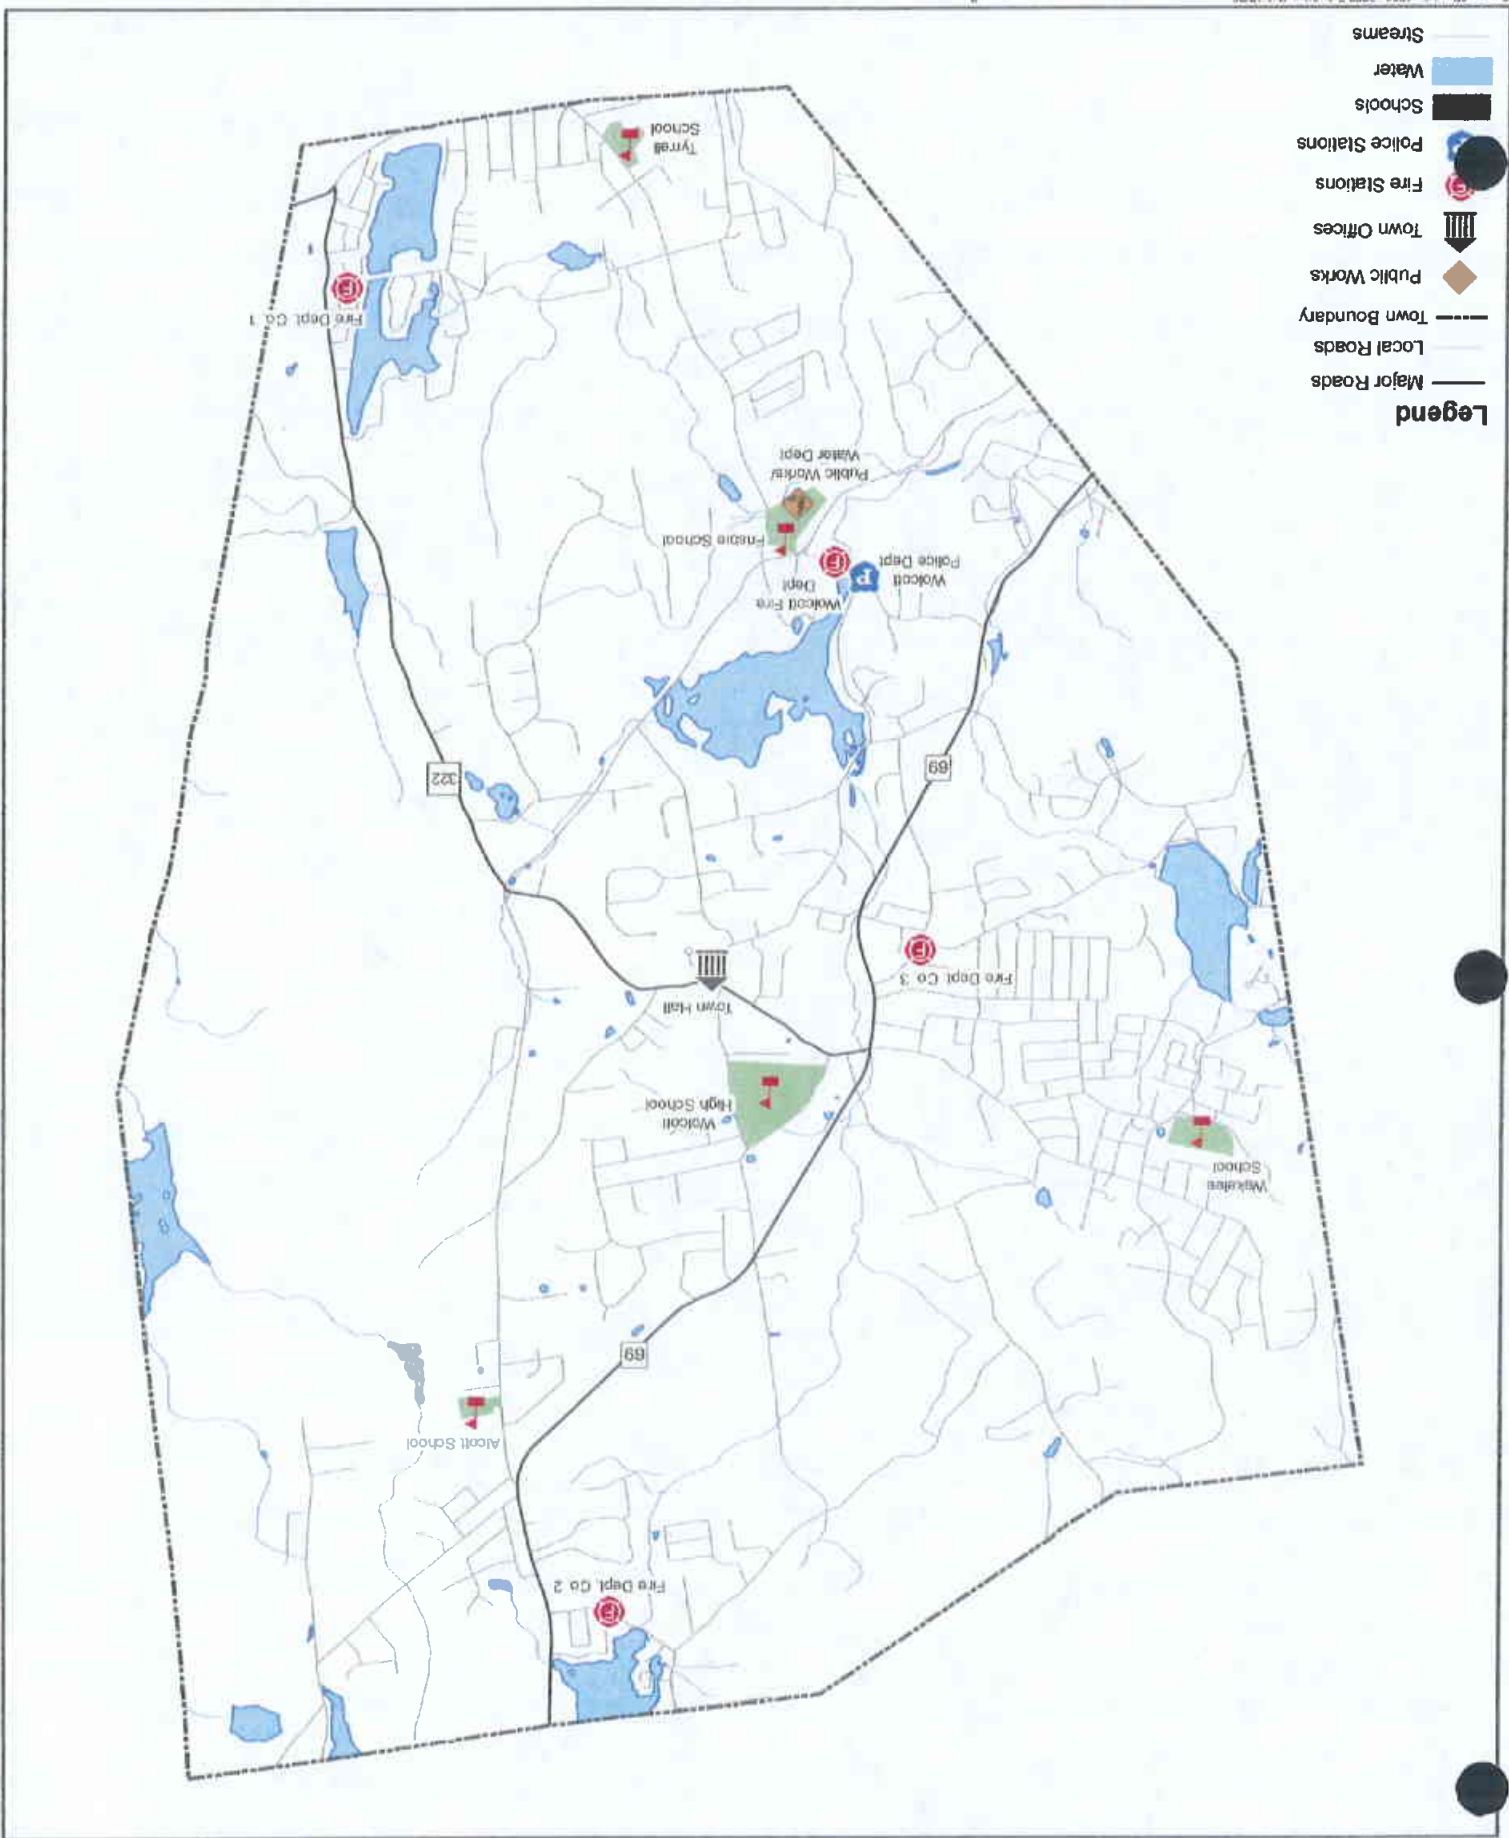 Fire Dept. Co 2
Alcott School
69
Wakelee
School
Wolcott
High School
Town Hall
Fire Dept Co 3
322
69
Wolcott Fire
Dept
Wolcott
Police Dept
P
F
Frisbie School
Public Works/
Water Dept
Fire Dept Co. 1
Tyrrell
School
Legend
Major Roads
Local Roads
Town Boundary
Public Works
Town Offices
Fire Stations
Police Stations
Schools
Water
Streams